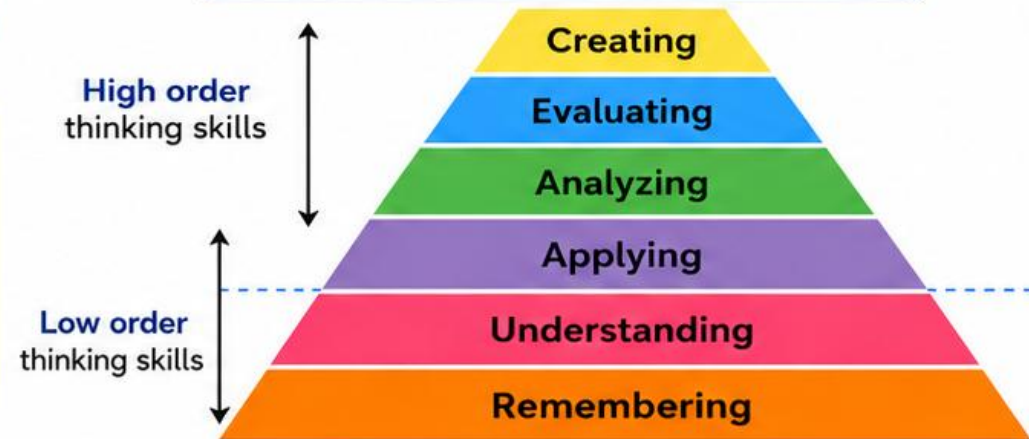 Creating
High order
thinking skills
Evaluating
Analyzing
Applying
Low order
thinking skills
Understanding
Remembering